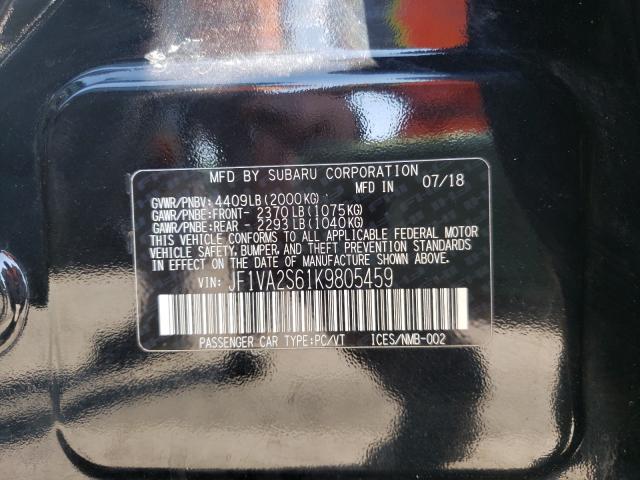 MFD BY SUBARU CORPORATION
MFD IN 07/18
GVWR/PNBV: 4409LB(2000KG)
GAWR/PNBE:FRONT- 2370LB(1075KG)
GAWR/PNBE:REAR - 2293LB(1040KG)
THIS VEHICLE CONFORMS TO ALL APPLICABLE FEDERAL MOTOR
VEHICLE SAFETY, BUMPER, AND THEFT PREVENTION STANDARDS
IN EFFECT ON THE DATE OF MANUFACTURE SHOWN ABOVE.
VIN: JF1VA2S61K9805459
PASSENGER CAR TYPE:PC/VT ICES/NMB-002